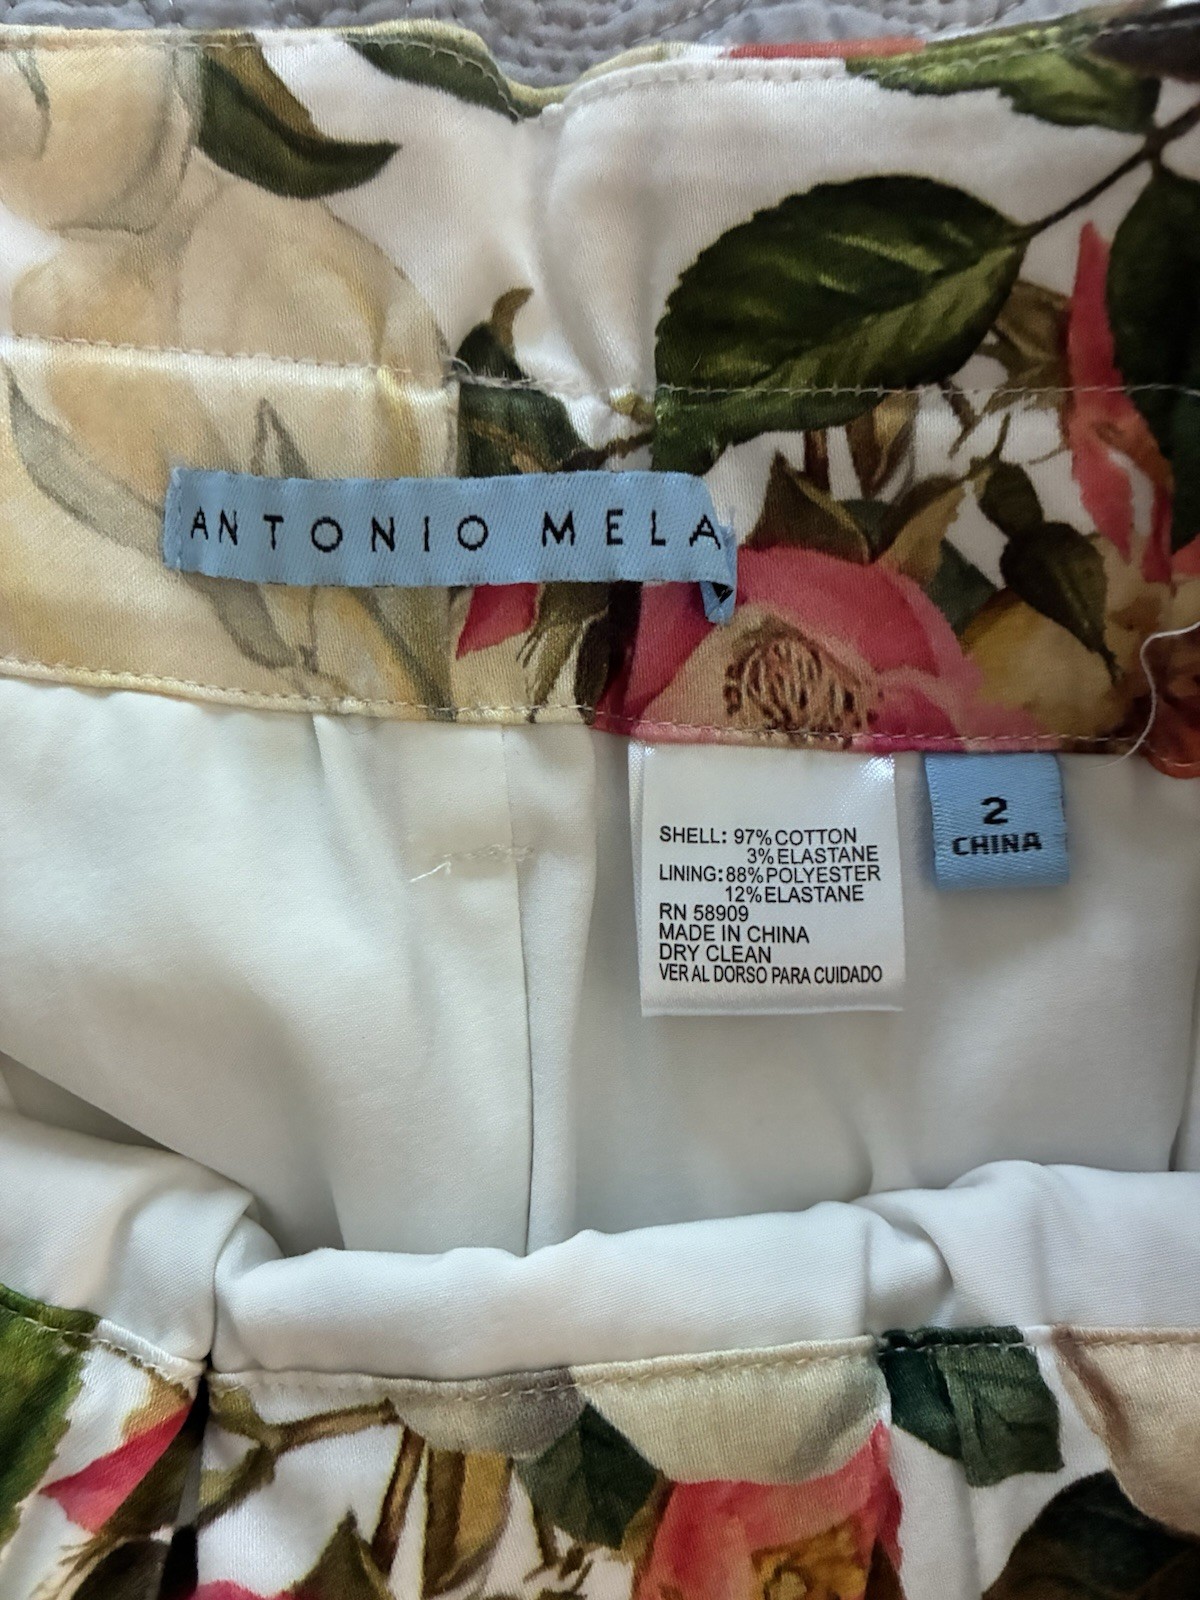 ANTONIO MELA
SHELL: 97% COTTON
3% ELASTANE
LINING: 88% POLYESTER
12% ELASTANE
RN 58909
MADE IN CHINA
DRY CLEAN
VER AL DORSO PARA CUIDADO
2
CHINA